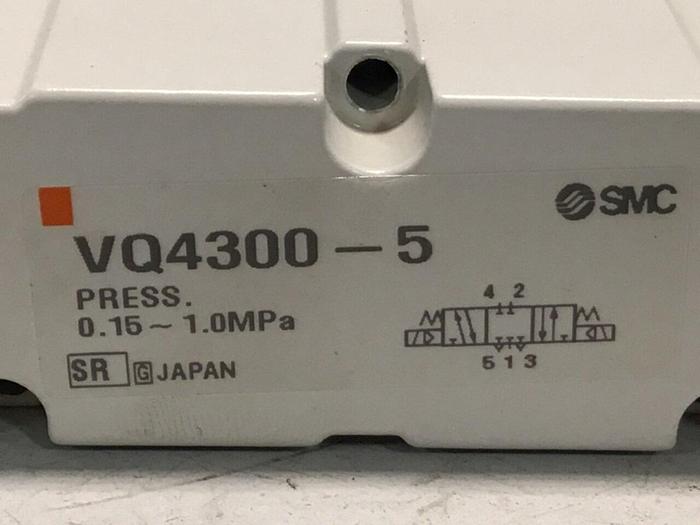 SMC
VQ4300-5
PRESS.
0.15~1.0MPa
4 2
5 1 3
SR G JAPAN